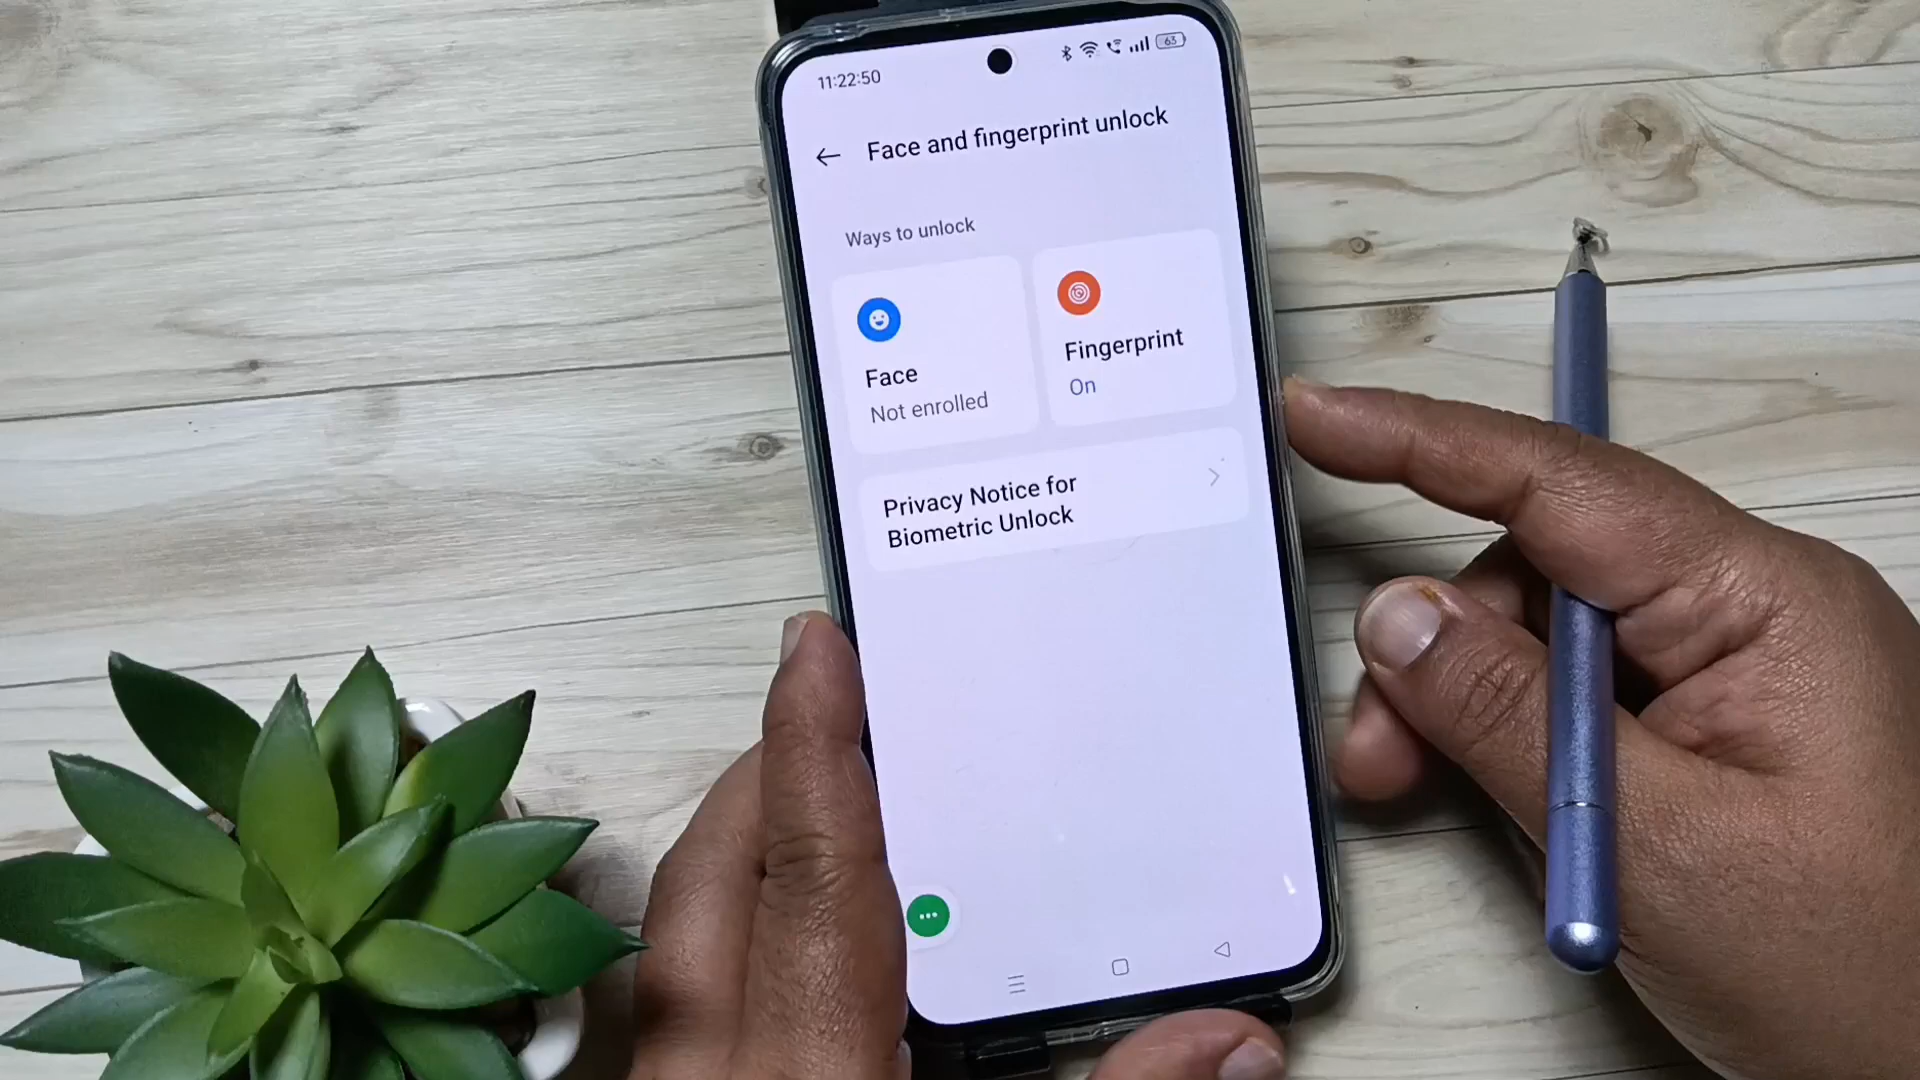 11:22:50
63
Face and fingerprint unlock
Ways to unlock
Face
Not enrolled
Fingerprint
On
Privacy Notice for
Biometric Unlock